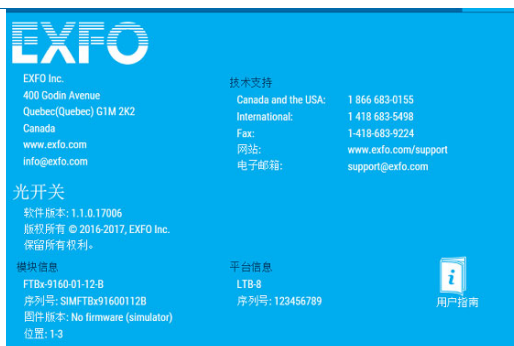 EXFO
EXFO Inc.
400 Godin Avenue
Quebec(Quebec) G1M 2K2
Canada
www.exfo.com
info@exfo.com
技术支持
Canada and the USA: 1 866 683-0155
International: 1 418 683-5498
Fax: 1-418-683-9224
网站: www.exfo.com/support
电子邮箱: support@exfo.com
光开关
软件版本: 1.1.0.17006
版权所有 © 2016-2017, EXFO Inc.
保留所有权利。
模块信息
FTBx-9160-01-12-B
序列号: SIMFTBx91600112B
固件版本: No firmware (simulator)
位置: 1-3
平台信息
LTB-8
序列号: 123456789
i
用户指南